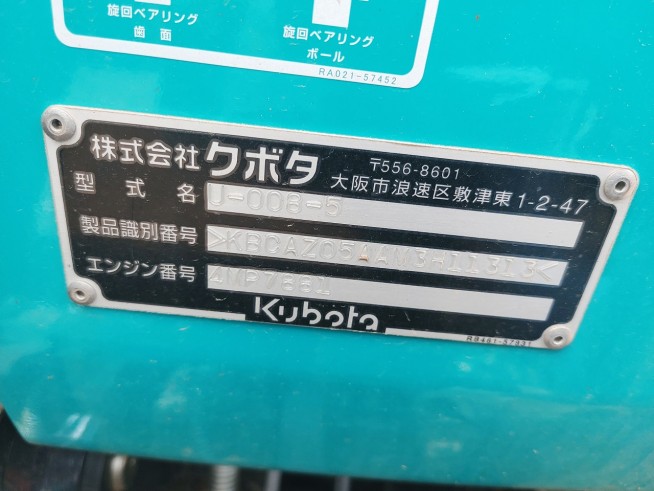 旋回ベアリング
歯面
旋回ベアリング
ボール
RA021-57452
株式会社クボタ
〒556-8601
大阪市浪速区敷津東1-2-47
型式名 U-008-5
製品識別番号
エンジン番号
Kubota